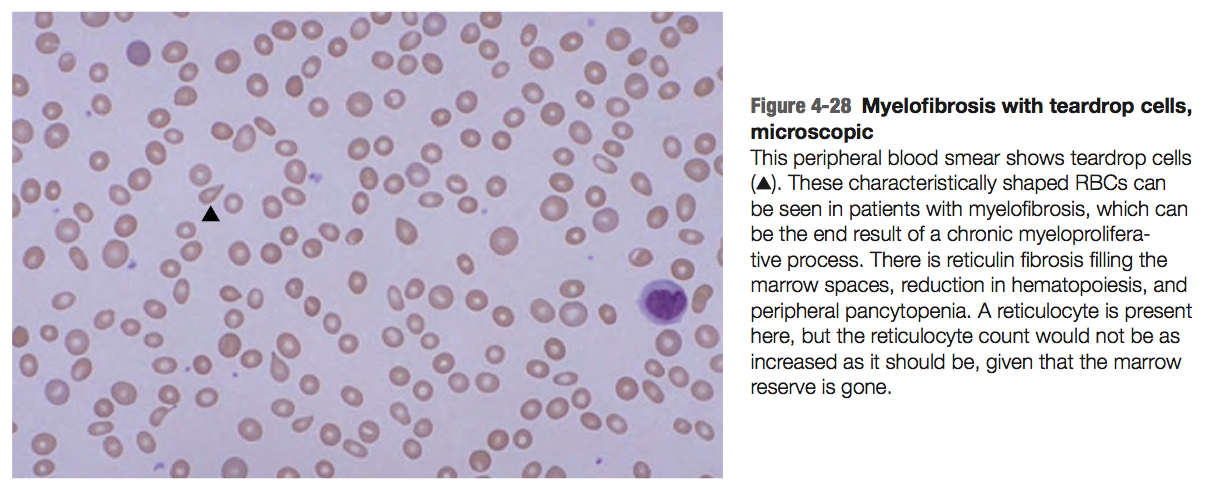 Figure 4-28 Myelofibrosis with teardrop cells,
microscopic
This peripheral blood smear shows teardrop cells
(▲). These characteristically shaped RBCs can
be seen in patients with myelofibrosis, which can
be the end result of a chronic myeloprolifera-
tive process. There is reticulin fibrosis filling the
marrow spaces, reduction in hematopoiesis, and
peripheral pancytopenia. A reticulocyte is present
here, but the reticulocyte count would not be as
increased as it should be, given that the marrow
reserve is gone.